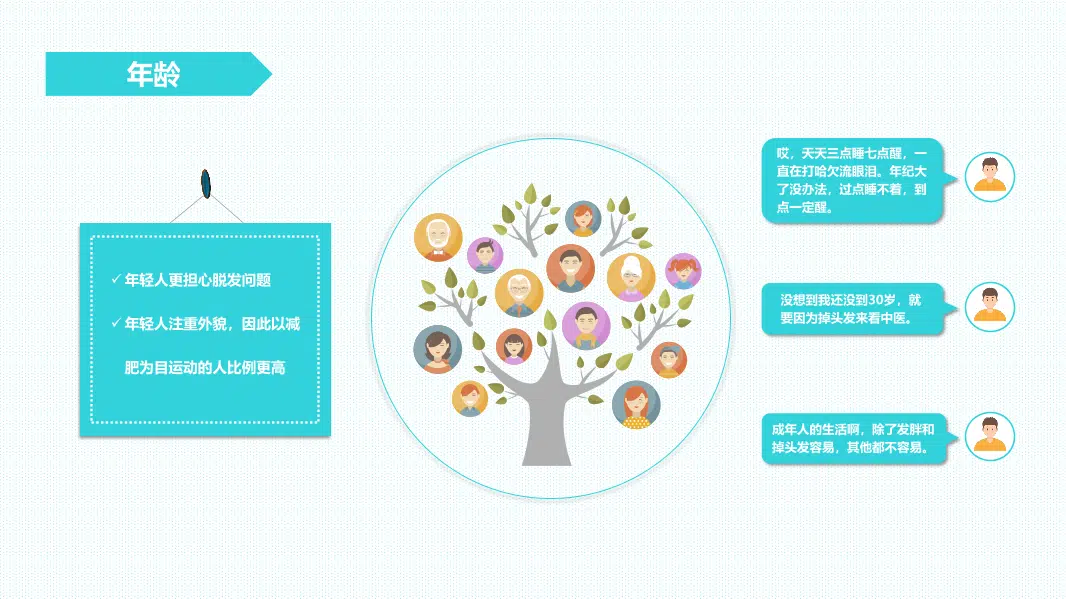 年龄
✓年轻人更担心脱发问题
✓年轻人注重外貌，因此以减
肥为目运动的人比例更高
哎，天天三点睡七点醒，一
直在打哈欠流眼泪。年纪大
了没办法，过点睡不着，到
点一定醒。
没想到我还没到30岁，就
要因为掉头发来看中医。
成年人的生活啊，除了发胖和
掉头发容易，其他都不容易。